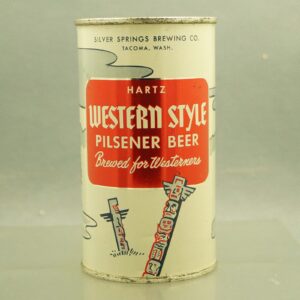 SILVER SPRINGS BREWING CO.
TACOMA, WASH.
HARTZ
WESTERN STYLE
PILSENER BEER
Brewed for Westerners